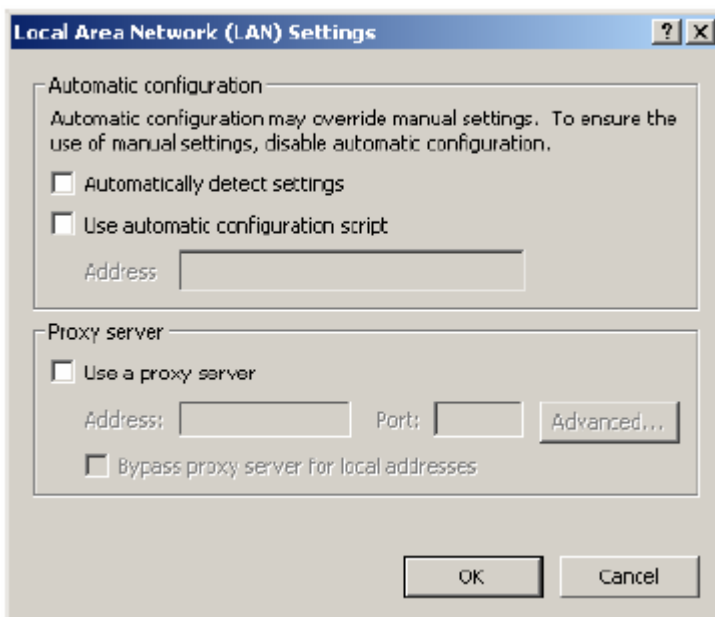 Local Area Network (LAN) Settings
Automatic configuration
Automatic configuration may override manual settings. To ensure the
use of manual settings, disable automatic configuration.
Automatically detect settings
Use automatic configuration script
Address
Proxy server
Use a proxy server
Address: Port: Advanced...
Bypass proxy server for local addresses
OK Cancel